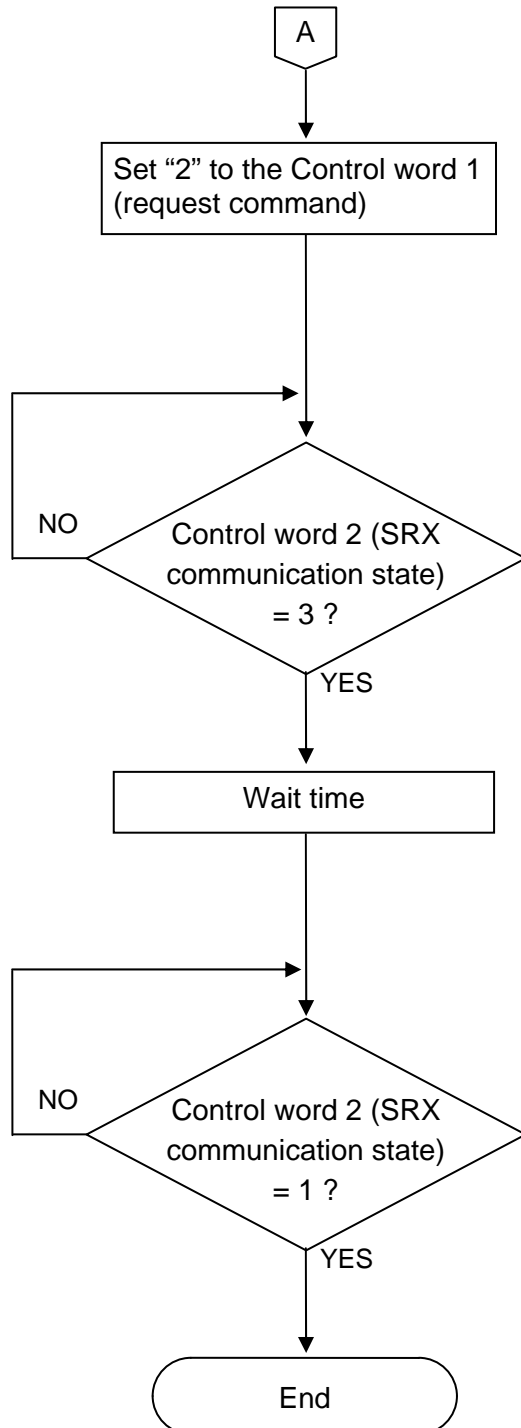 A
Set “2” to the Control word 1
(request command)
NO
Control word 2 (SRX
communication state)
= 3 ?
YES
Wait time
NO
Control word 2 (SRX
communication state)
= 1 ?
YES
End